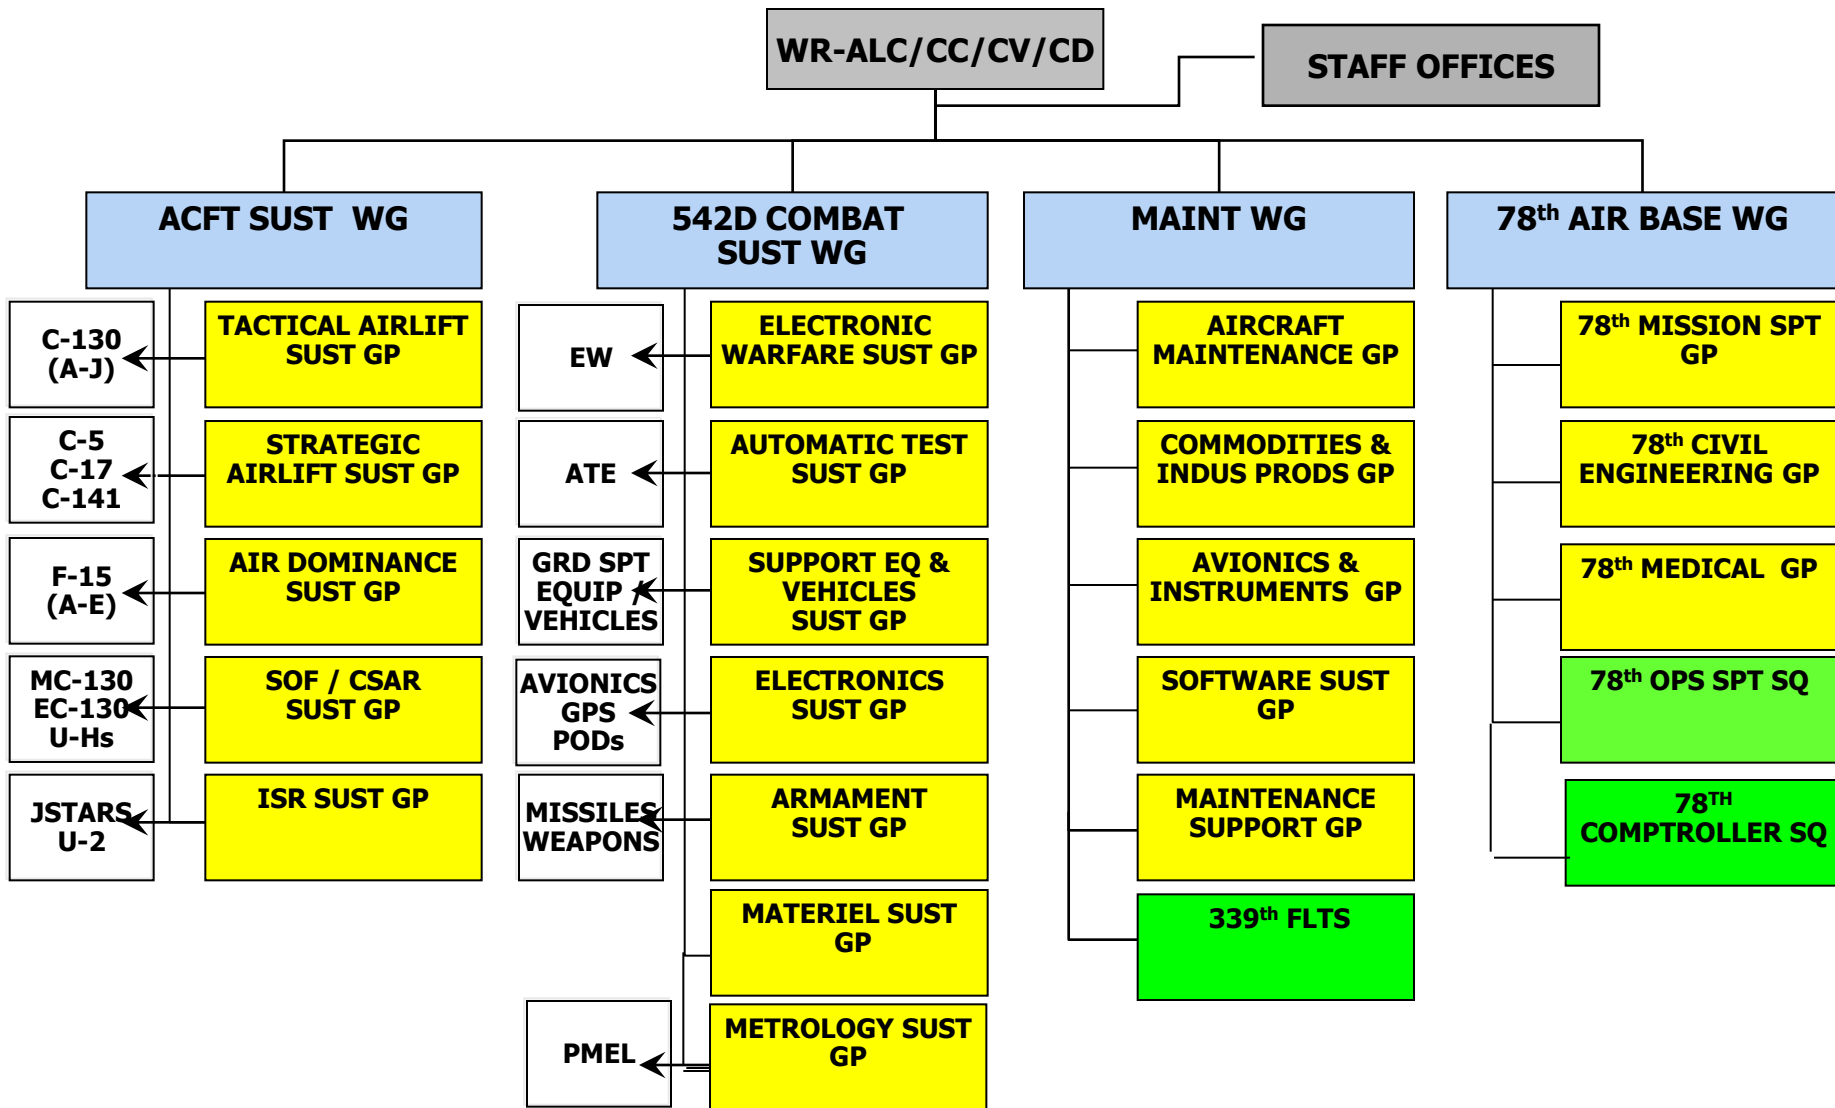 WR-ALC/CC/CV/CD
STAFF OFFICES
ACFT SUST WG
C-130
(A-J)
TACTICAL AIRLIFT
SUST GP
C-5
C-17
C-141
STRATEGIC
AIRLIFT SUST GP
F-15
(A-E)
AIR DOMINANCE
SUST GP
MC-130
EC-130
U-Hs
SOF / CSAR
SUST GP
JSTARS
U-2
ISR SUST GP
542D COMBAT
SUST WG
EW
ELECTRONIC
WARFARE SUST GP
ATE
AUTOMATIC TEST
SUST GP
GRD SPT
EQUIP /
VEHICLES
SUPPORT EQ &
VEHICLES
SUST GP
AVIONICS
GPS
PODs
ELECTRONICS
SUST GP
MISSILES
WEAPONS
ARMAMENT
SUST GP
MATERIEL SUST
GP
PMEL
METROLOGY SUST
GP
MAINT WG
AIRCRAFT
MAINTENANCE GP
COMMODITIES &
INDUS PRODS GP
AVIONICS &
INSTRUMENTS GP
SOFTWARE SUST
GP
MAINTENANCE
SUPPORT GP
339th FLTS
78th AIR BASE WG
78th MISSION SPT
GP
78th CIVIL
ENGINEERING GP
78th MEDICAL GP
78th OPS SPT SQ
78TH
COMPTROLLER SQ